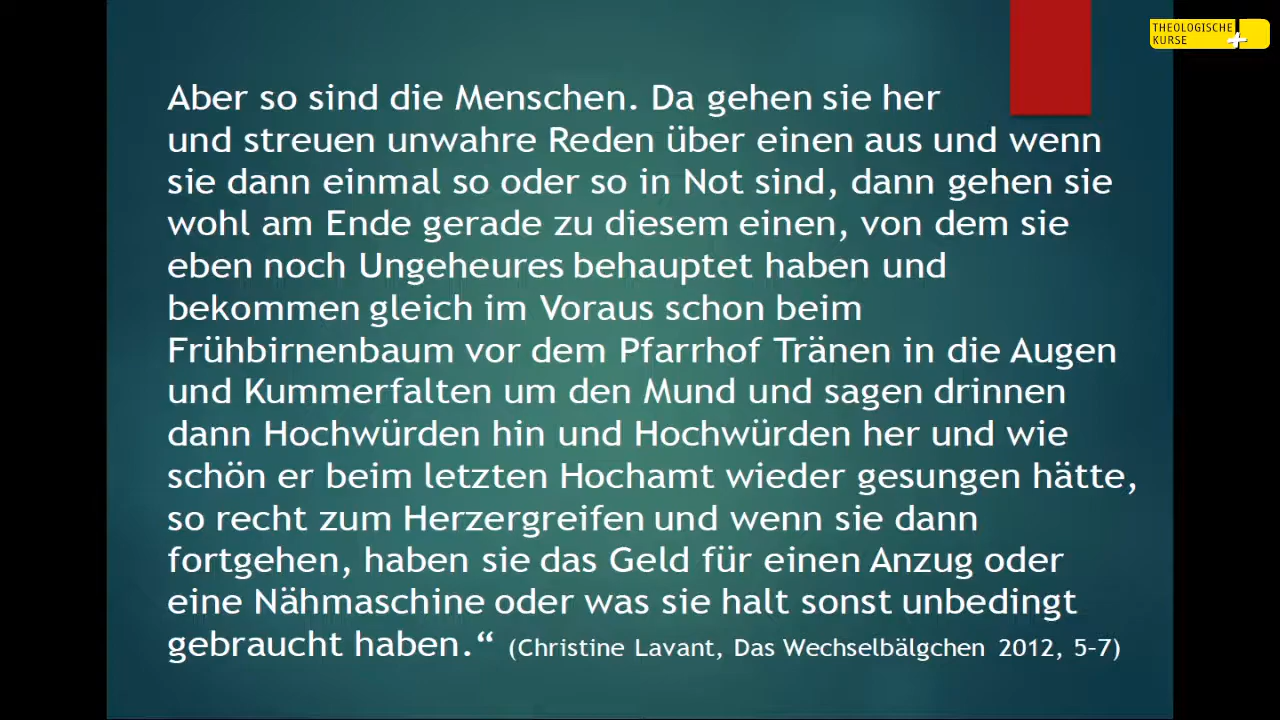 THEOLOGISCHE
KURSE
Aber so sind die Menschen. Da gehen sie her
und streuen unwahre Reden über einen aus und wenn
sie dann einmal so oder so in Not sind, dann gehen sie
wohl am Ende gerade zu diesem einen, von dem sie
eben noch Ungeheures behauptet haben und
bekommen gleich im Voraus schon beim
Frühbirnenbaum vor dem Pfarrhof Tränen in die Augen
und Kummerfalten um den Mund und sagen drinnen
dann Hochwürden hin und Hochwürden her und wie
schön er beim letzten Hochamt wieder gesungen hätte,
so recht zum Herzergreifen und wenn sie dann
fortgehen, haben sie das Geld für einen Anzug oder
eine Nähmaschine oder was sie halt sonst unbedingt
gebraucht haben.“ (Christine Lavant, Das Wechselbälgchen 2012, 5-7)